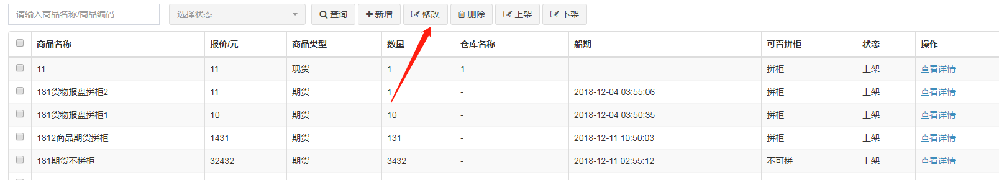 请输入商品名称/商品编码 选择状态 查询 新增 修改 删除 上架 下架
商品名称 报价/元 商品类型 数量 仓库名称 船期 可否拼柜 状态 操作
11 11 现货 1 1 - 拼柜 上架 查看详情
181货物报盘拼柜2 11 期货 1 - 2018-12-04 03:55:06 拼柜 上架 查看详情
181货物报盘拼柜1 10 期货 10 - 2018-12-04 03:50:35 拼柜 上架 查看详情
1812商品期货拼柜 1431 期货 131 - 2018-12-11 10:50:03 拼柜 上架 查看详情
181期货不拼柜 32432 期货 3432 - 2018-12-11 02:55:12 不可拼 上架 查看详情